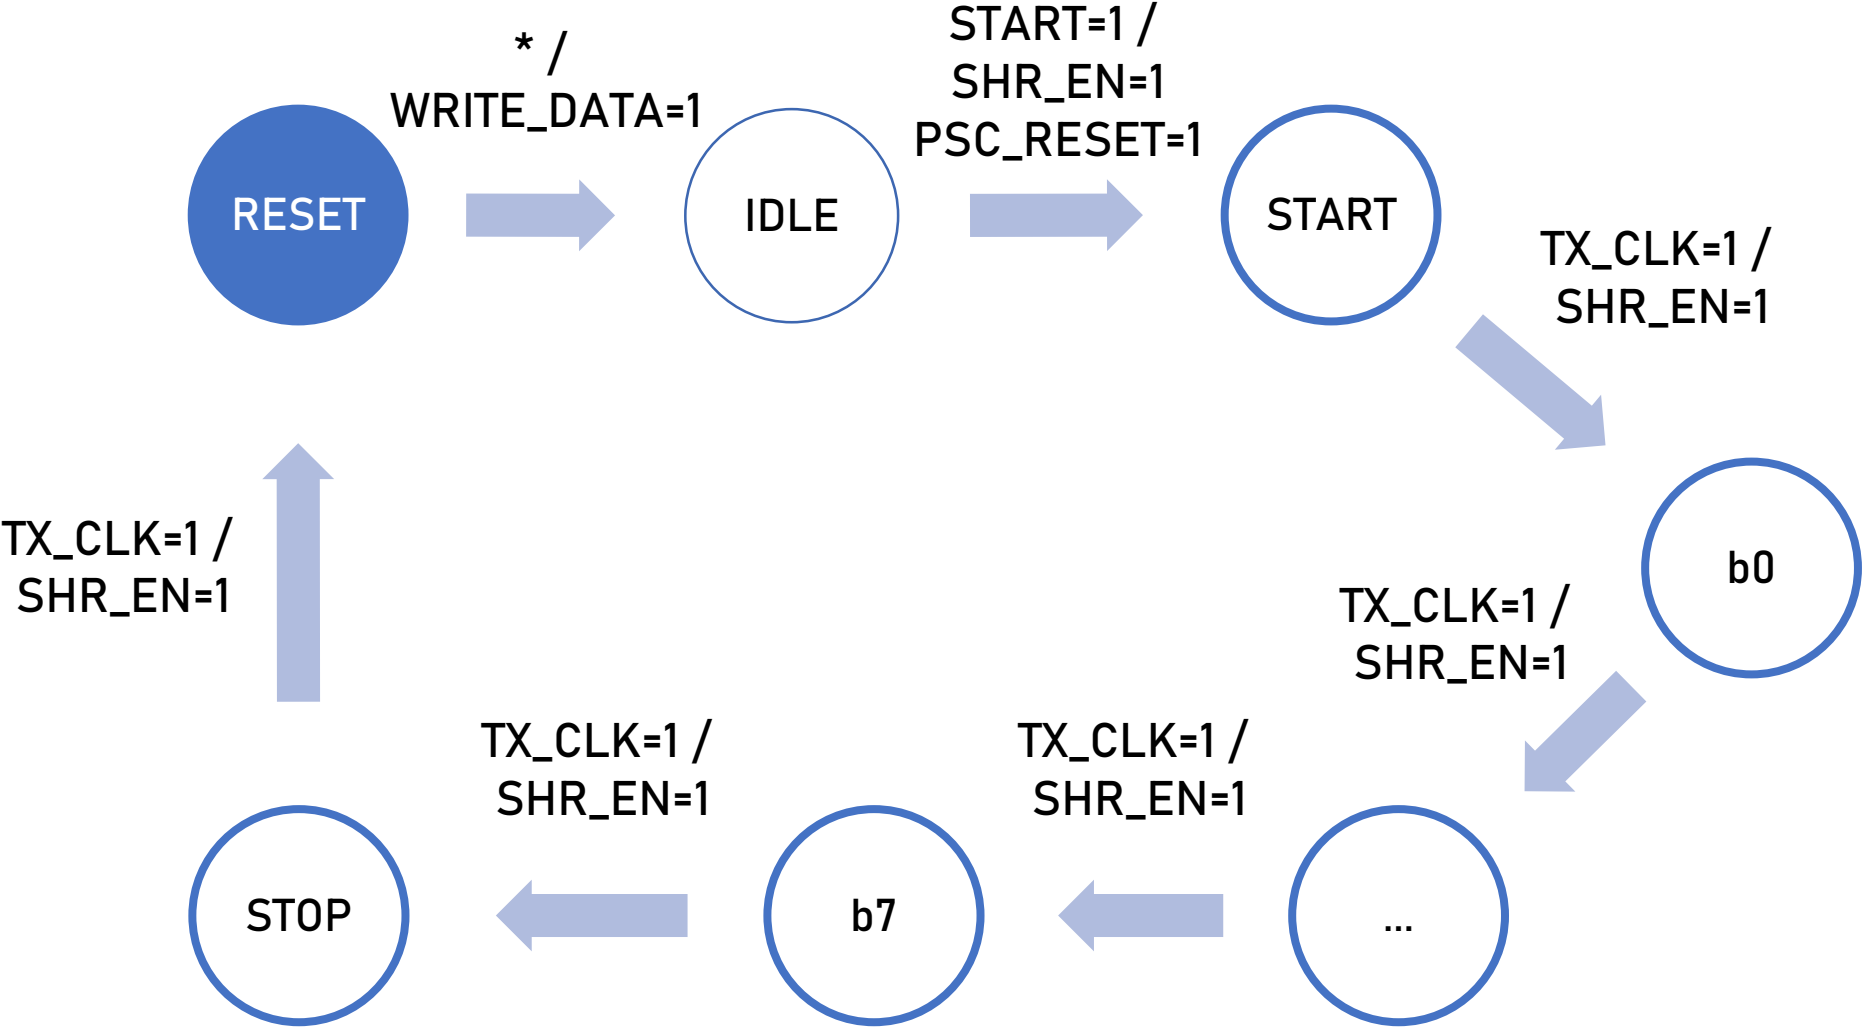 * /
WRITE_DATA=1
START=1 /
SHR_EN=1
PSC_RESET=1
RESET
IDLE
START
TX_CLK=1 /
SHR_EN=1
b0
TX_CLK=1 /
SHR_EN=1
...
TX_CLK=1 /
SHR_EN=1
b7
TX_CLK=1 /
SHR_EN=1
STOP
TX_CLK=1 /
SHR_EN=1